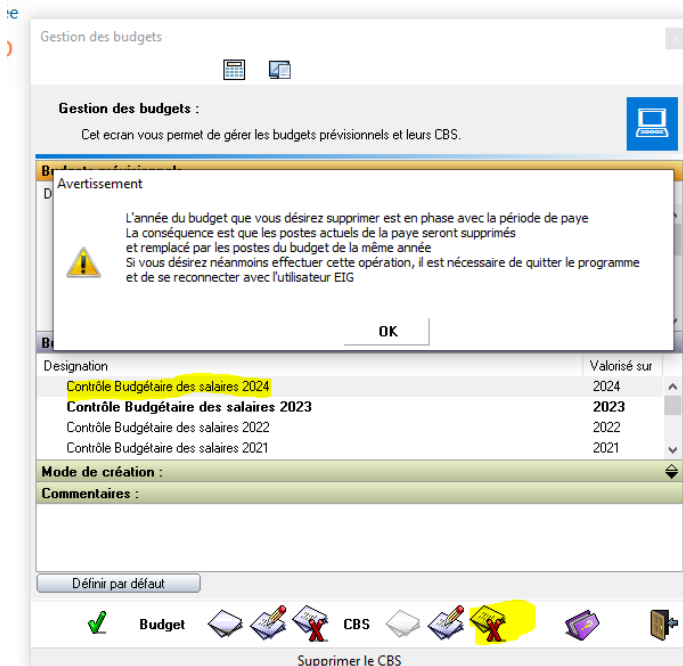 Gestion des budgets
Gestion des budgets :
Cet ecran vous permet de gérer les budgets prévisionnels et leurs CBS.
Avertissement
L'année du budget que vous désirez supprimer est en phase avec la période de paye
La conséquence est que les postes actuels de la paye seront supprimés
et remplacé par les postes du budget de la même année
Si vous désirez néanmoins effectuer cette opération, il est nécessaire de quitter le programme
et de se reconnecter avec l'utilisateur EIG
OK
Designation Valorisé sur
Contrôle Budgétaire des salaires 2024 2024
Contrôle Budgétaire des salaires 2023 2023
Contrôle Budgétaire des salaires 2022 2022
Contrôle Budgétaire des salaires 2021 2021
Mode de création :
Commentaires :
Définir par défaut
Budget CBS
Supprimer le CBS